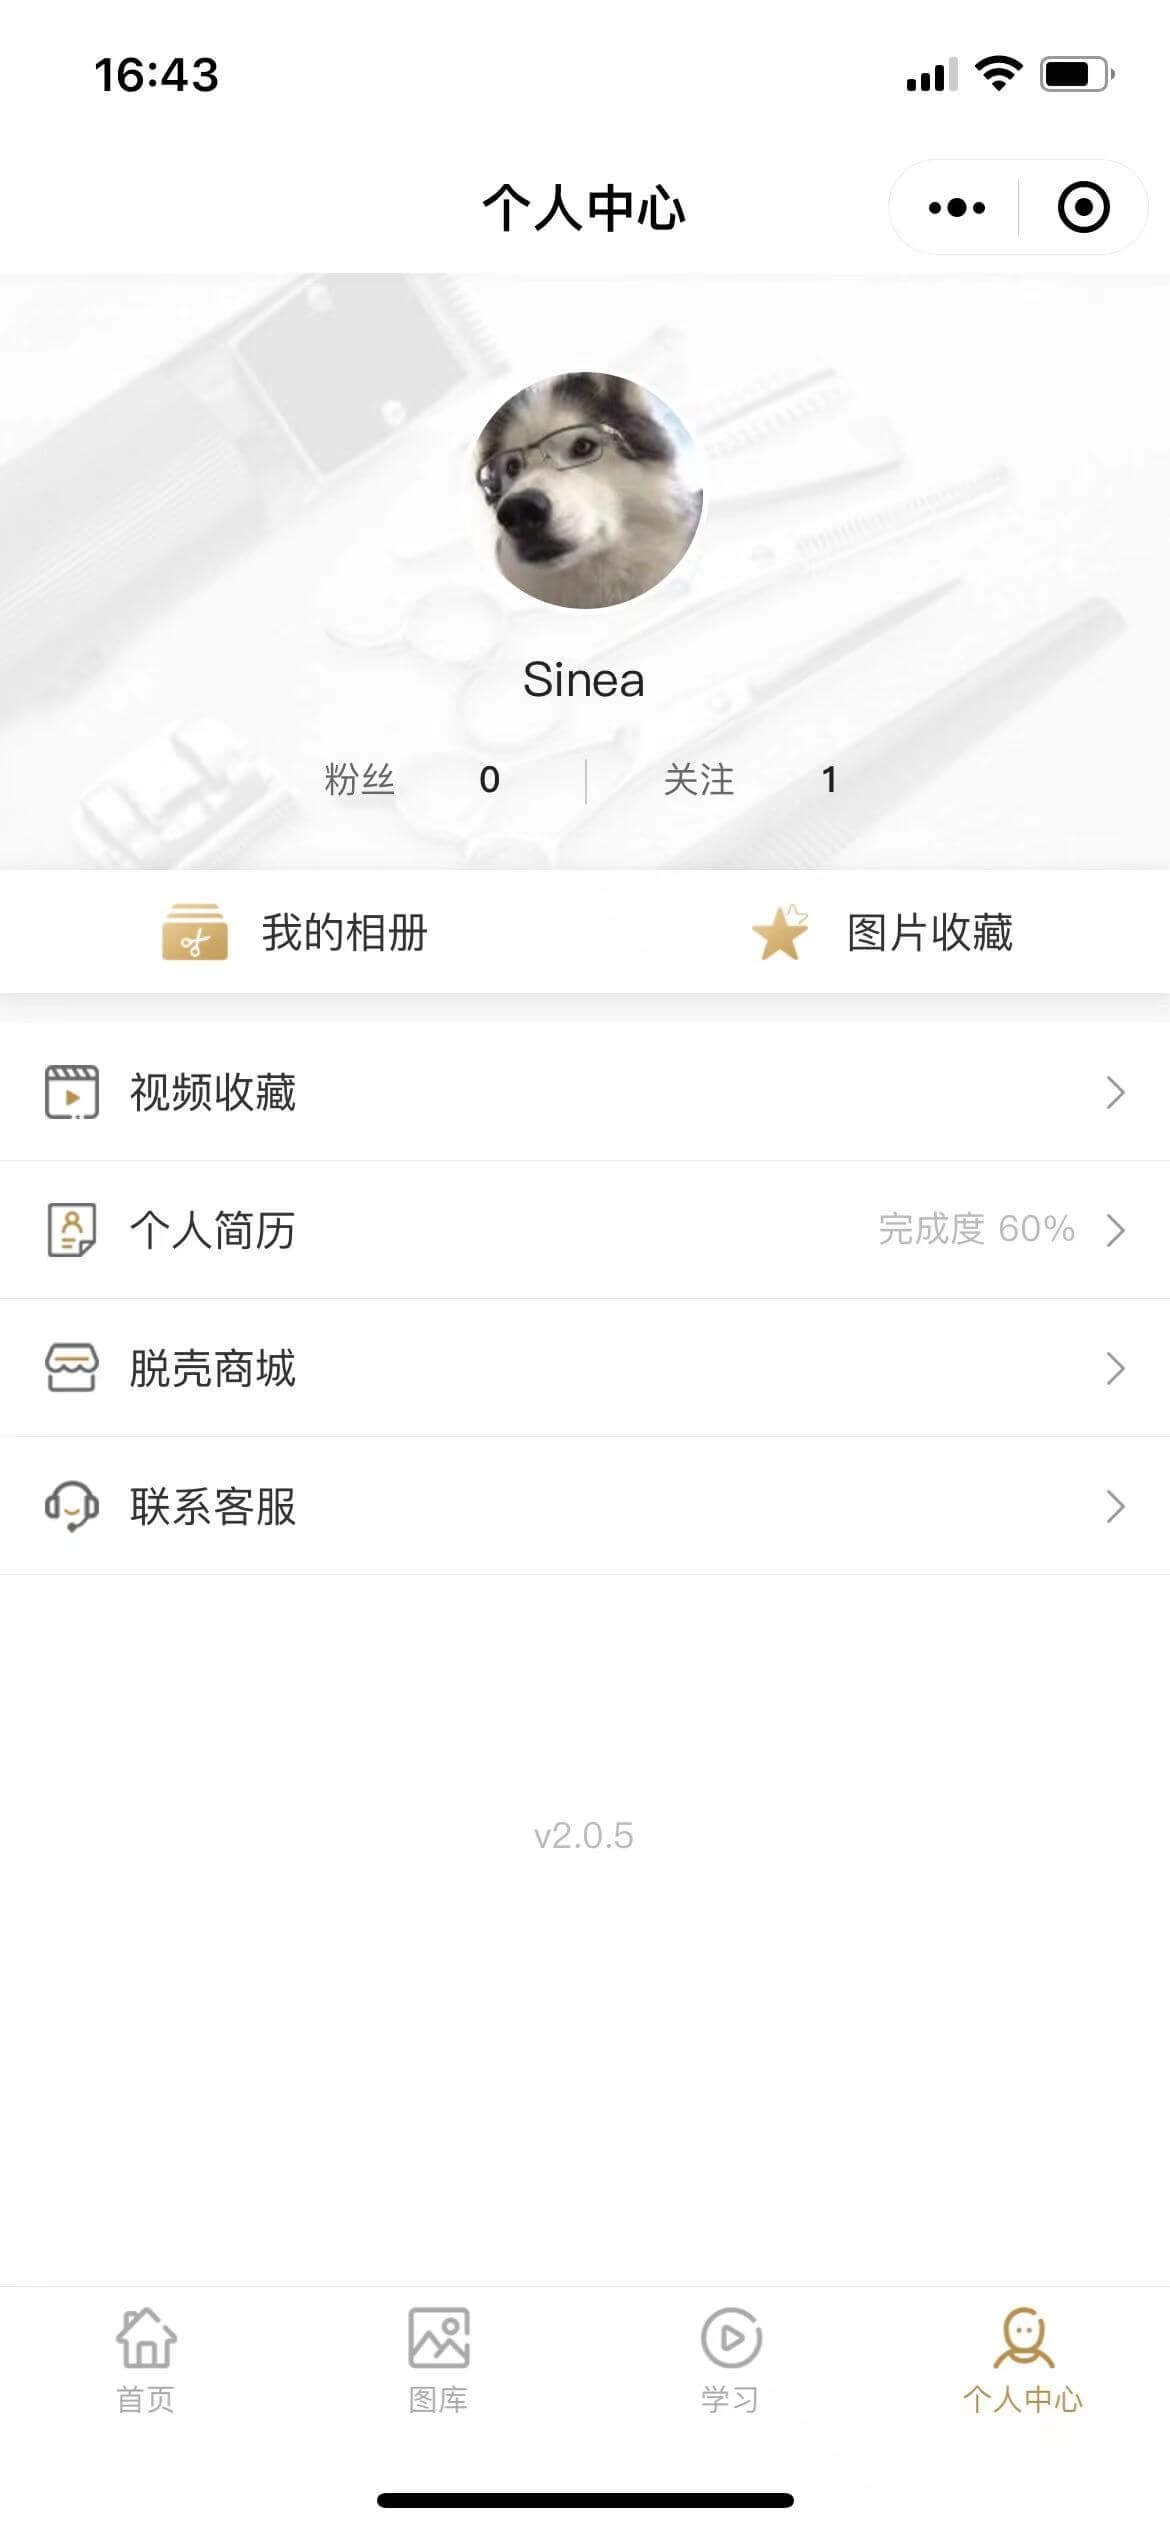 16:43
个人中心
Sinea
粉丝 0 关注 1
我的相册 图片收藏
视频收藏
个人简历 完成度 60%
脱壳商城
联系客服
v2.0.5
首页 图库 学习 个人中心